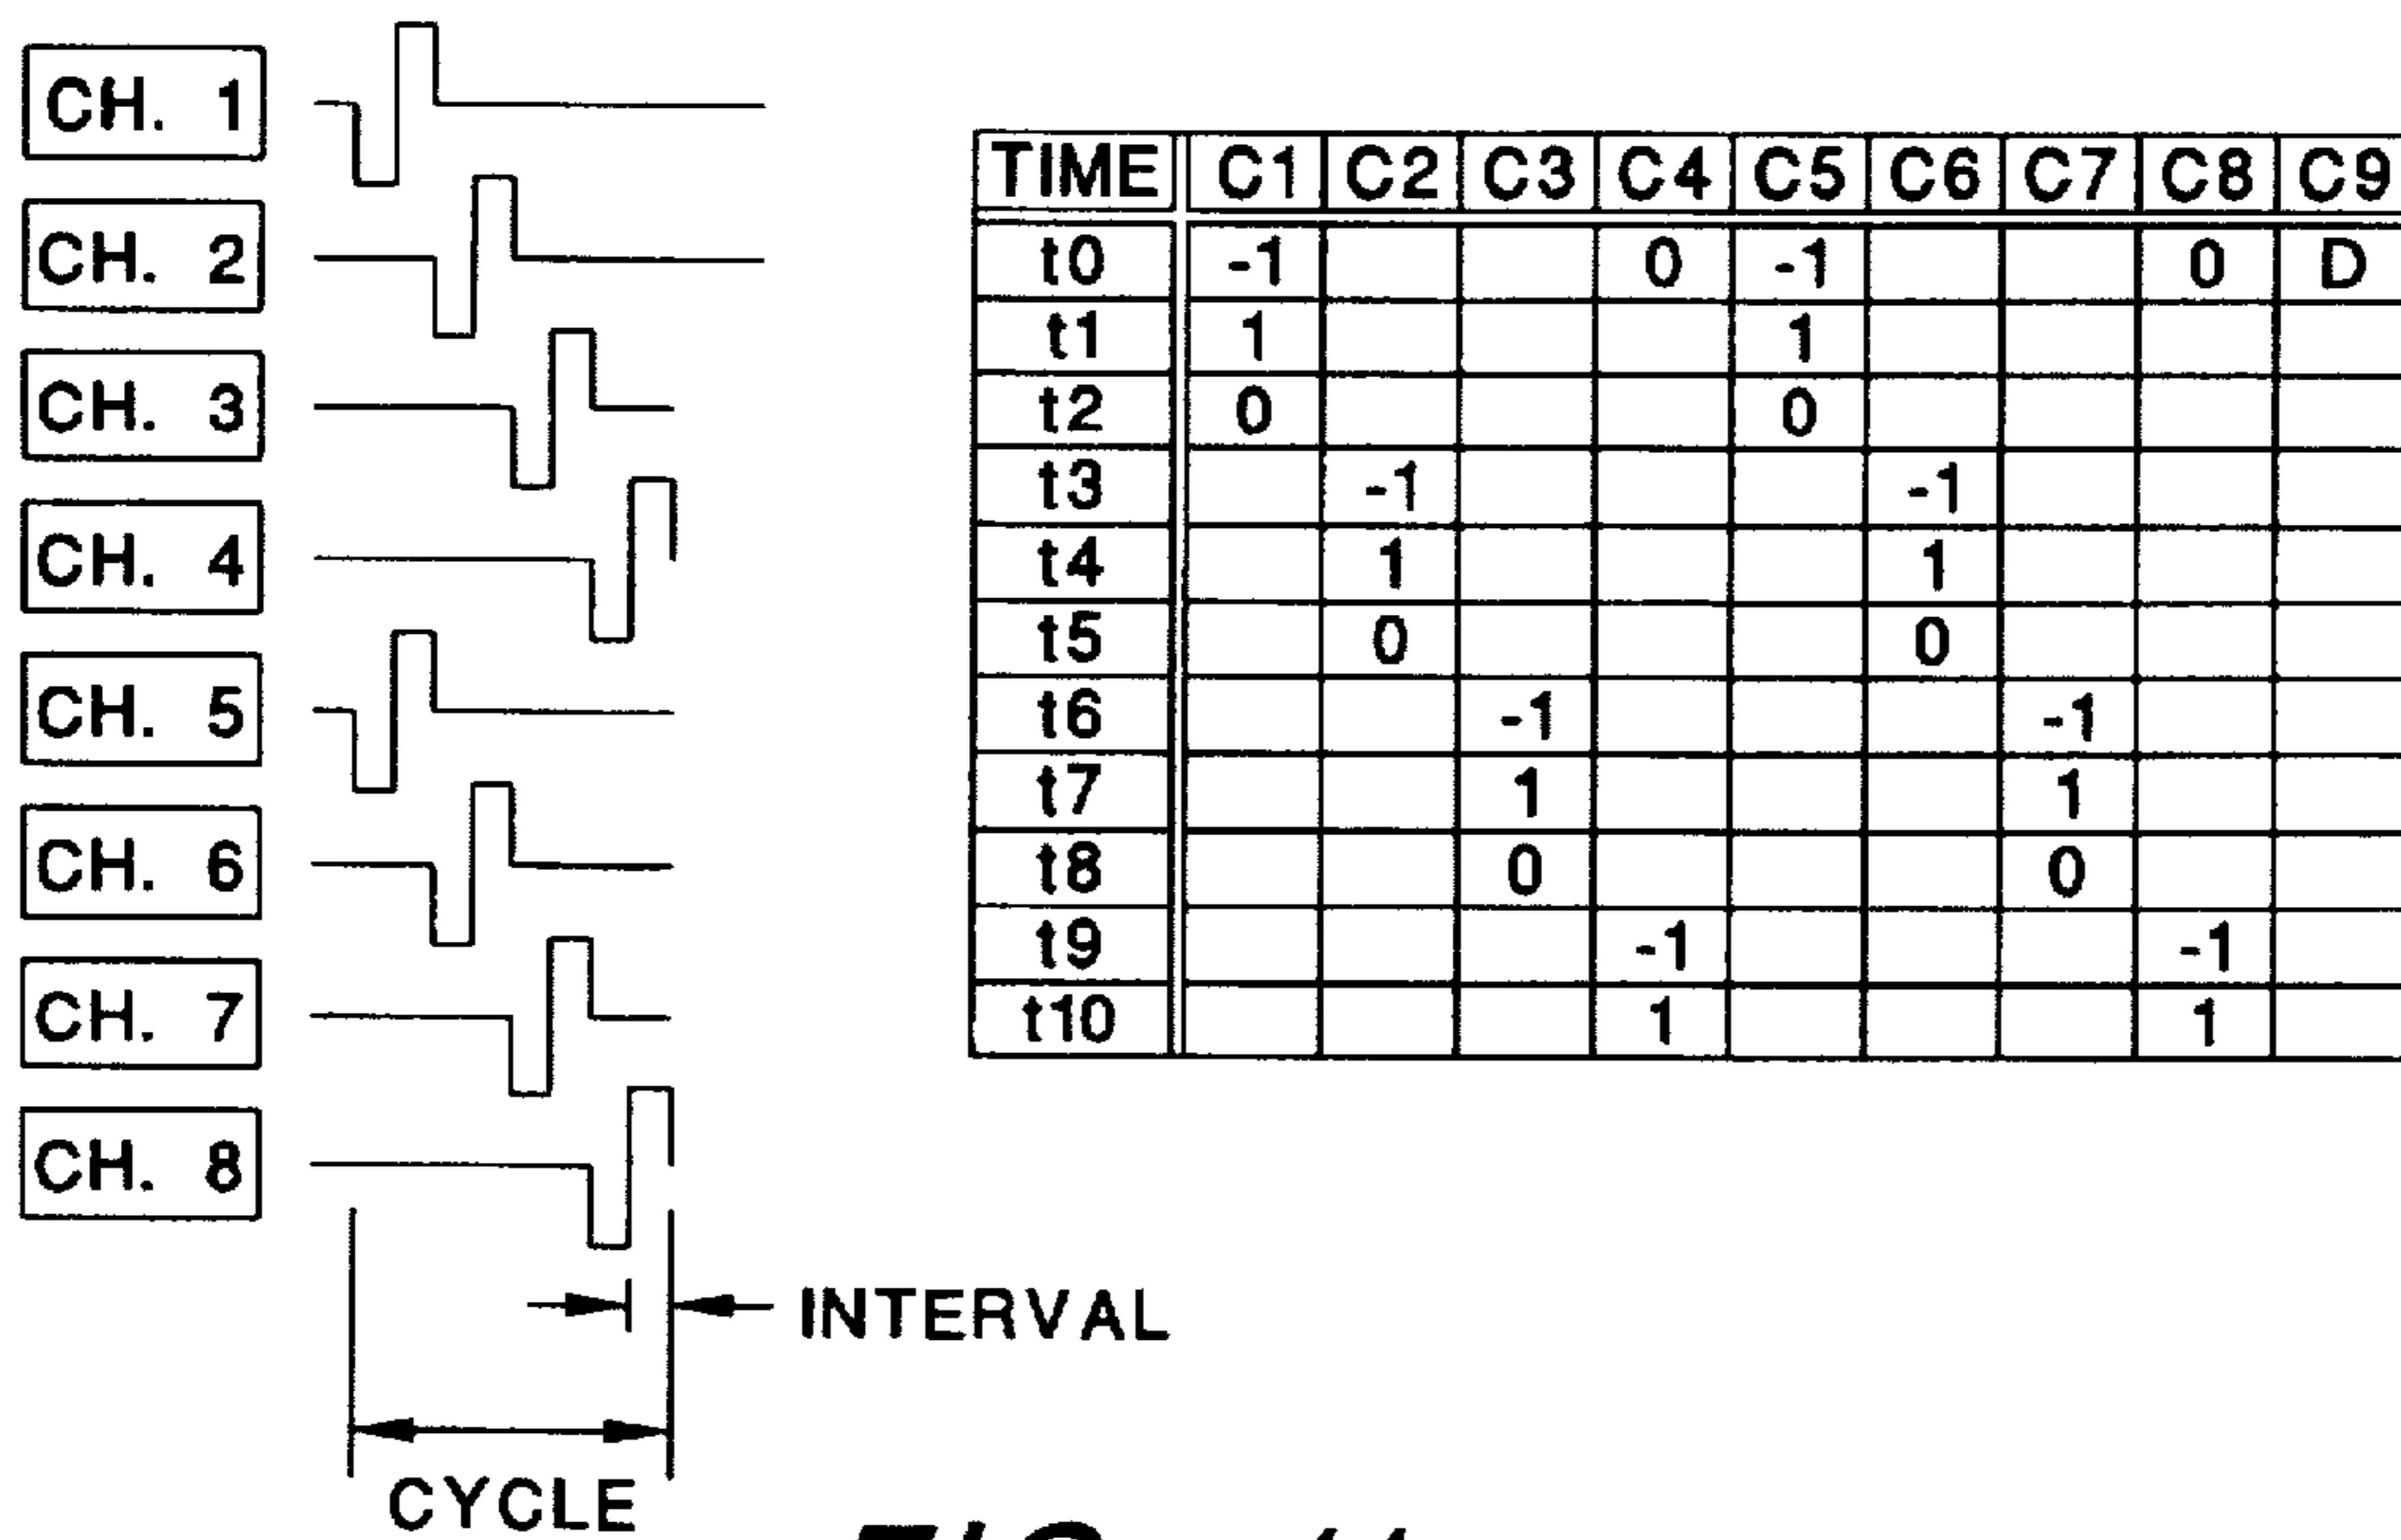 CH. 1
CH. 2
CH. 3
CH. 4
CH. 5
CH. 6
CH. 7
CH. 8
INTERVAL
CYCLE
TIME C1 C2 C3 C4 C5 C6 C7 C8 C9
t0 -1 0 -1 0 D
t1 1 1
t2 0 0
t3 -1 -1
t4 1 1
t5 0 0
t6 -1 -1
t7 1 1
t8 0 0
t9 -1 -1
t10 1 1